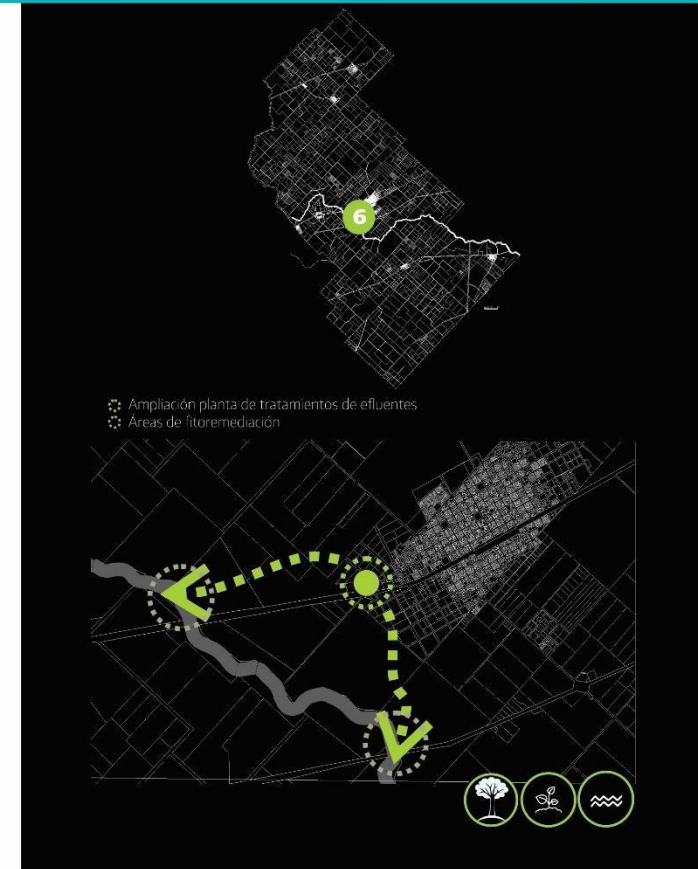 6
Ampliación planta de tratamientos de efluentes
Áreas de fitoremediación